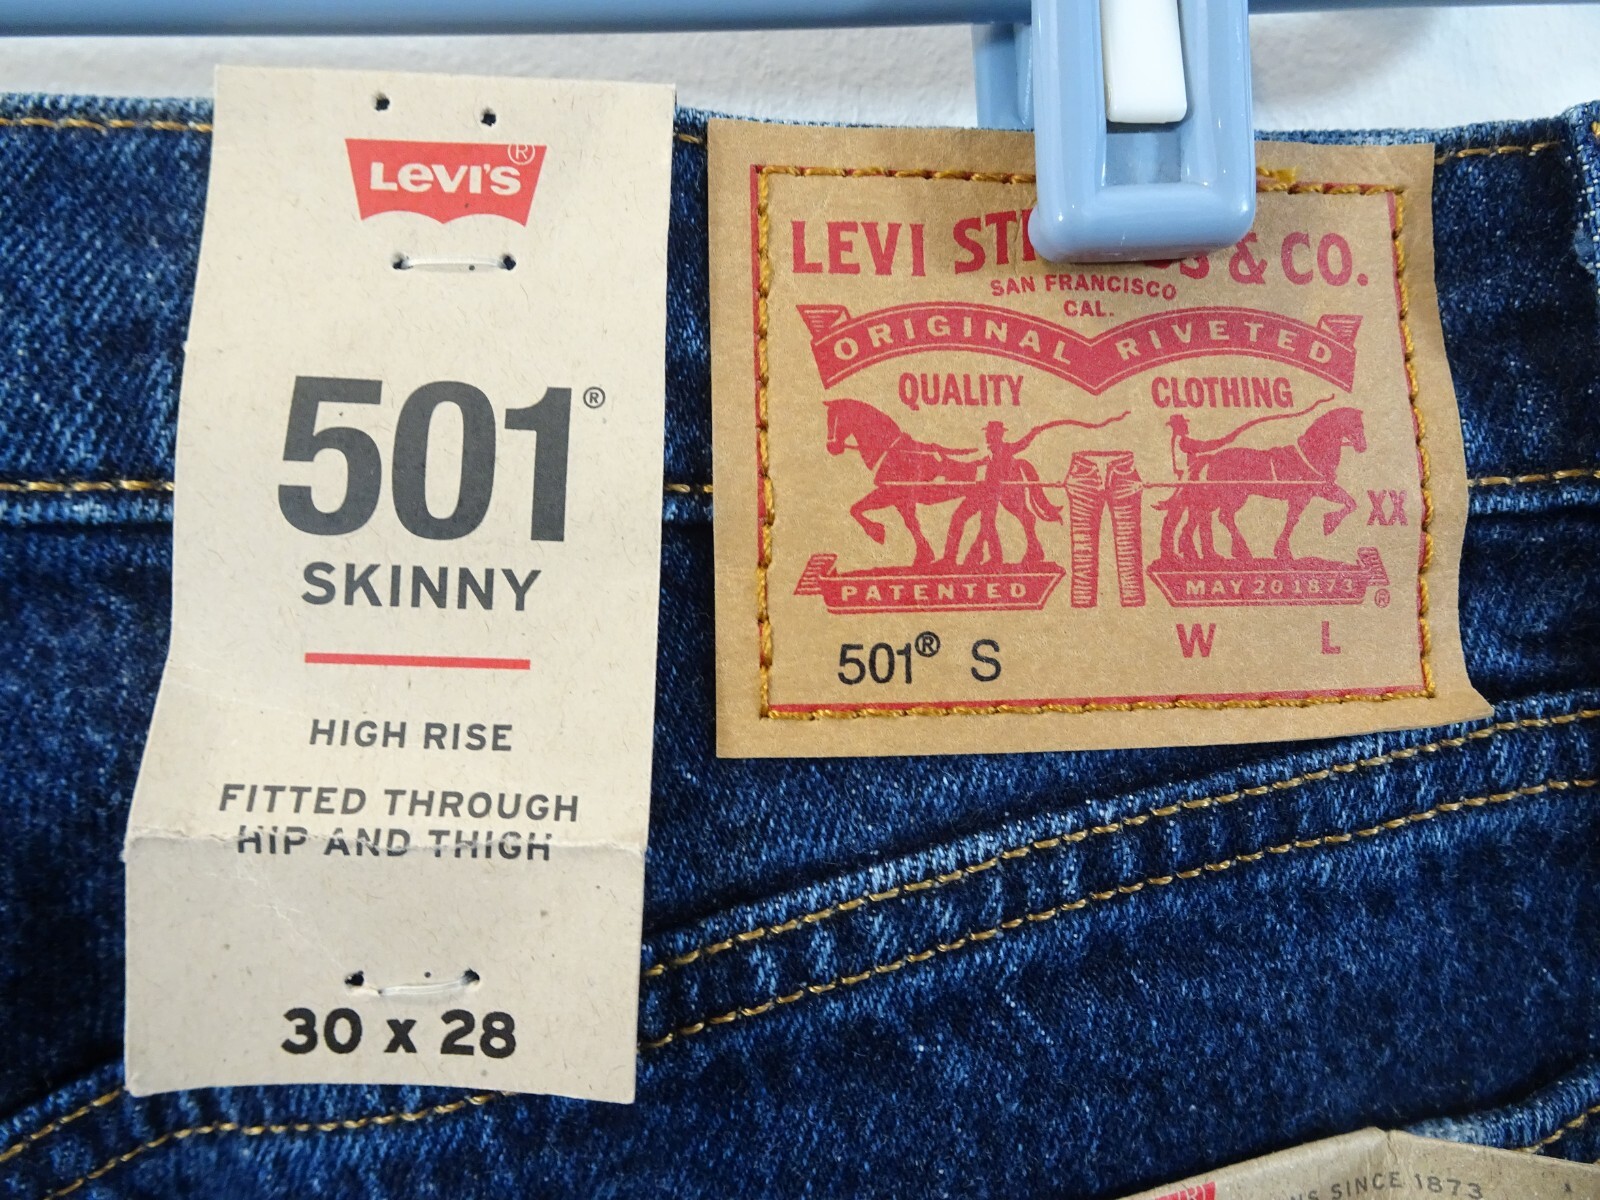 LEVI'S®
501®
SKINNY
HIGH RISE
FITTED THROUGH
HIP AND THIGH
30 x 28
LEVI & CO.
SAN FRANCISCO
CAL.
ORIGINAL RIVETED
QUALITY CLOTHING
XX
PATENTED MAY 20 1873 ®
W L
501® S
SINCE 1873